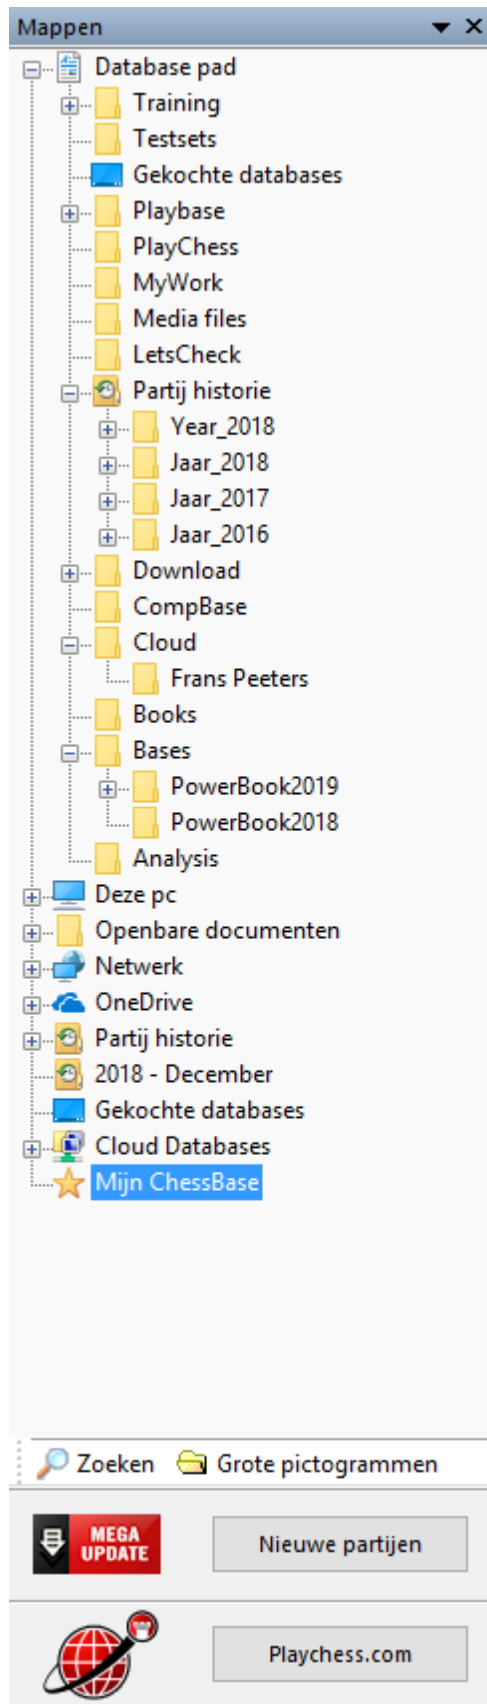 Mappen
Database pad
Training
Testsets
Gekochte databases
Playbase
PlayChess
MyWork
Media files
LetsCheck
Partij historie
Year_2018
Jaar_2018
Jaar_2017
Jaar_2016
Download
CompBase
Cloud
Frans Peeters
Books
Bases
PowerBook2019
PowerBook2018
Analysis
Deze pc
Openbare documenten
Netwerk
OneDrive
Partij historie
2018 - December
Gekochte databases
Cloud Databases
Mijn ChessBase
Zoeken Grote pictogrammen
MEGA
UPDATE
Nieuwe partijen
Playchess.com